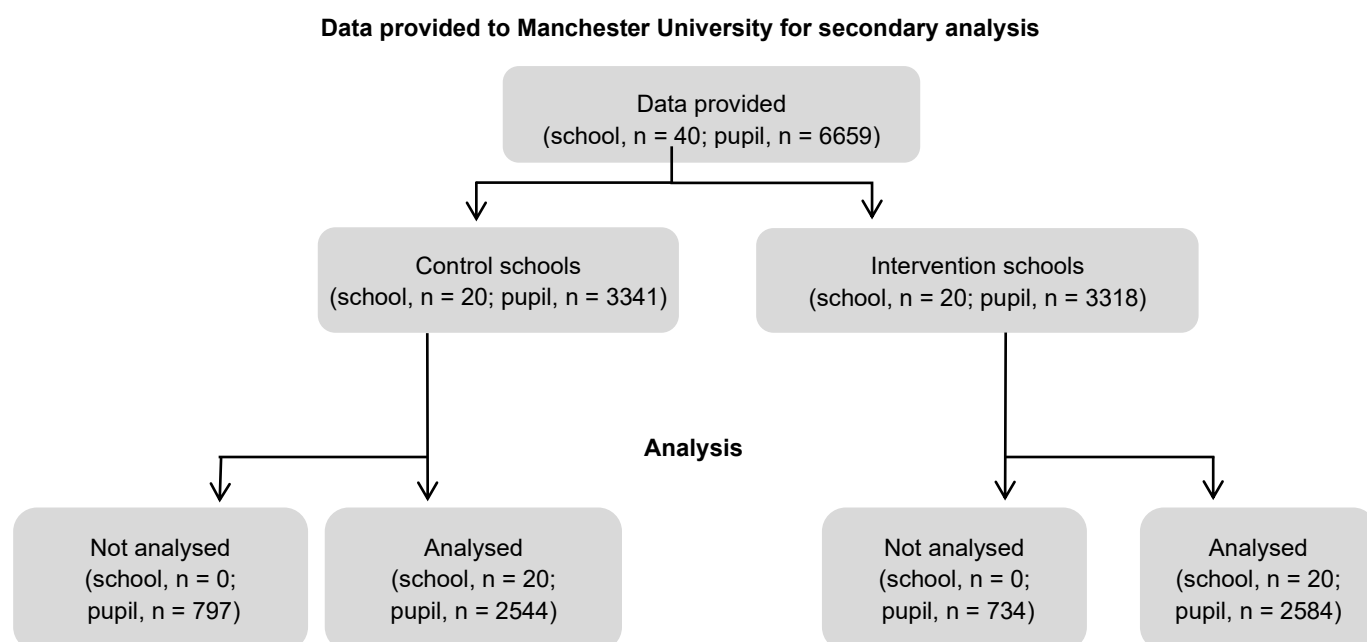 Data provided to Manchester University for secondary analysis
Data provided
(school, n = 40; pupil, n = 6659)
Control schools
(school, n = 20; pupil, n = 3341)
Intervention schools
(school, n = 20; pupil, n = 3318)
Analysis
Not analysed
(school, n = 0;
pupil, n = 797)
Analysed
(school, n = 20;
pupil, n = 2544)
Not analysed
(school, n = 0;
pupil, n = 734)
Analysed
(school, n = 20;
pupil, n = 2584)